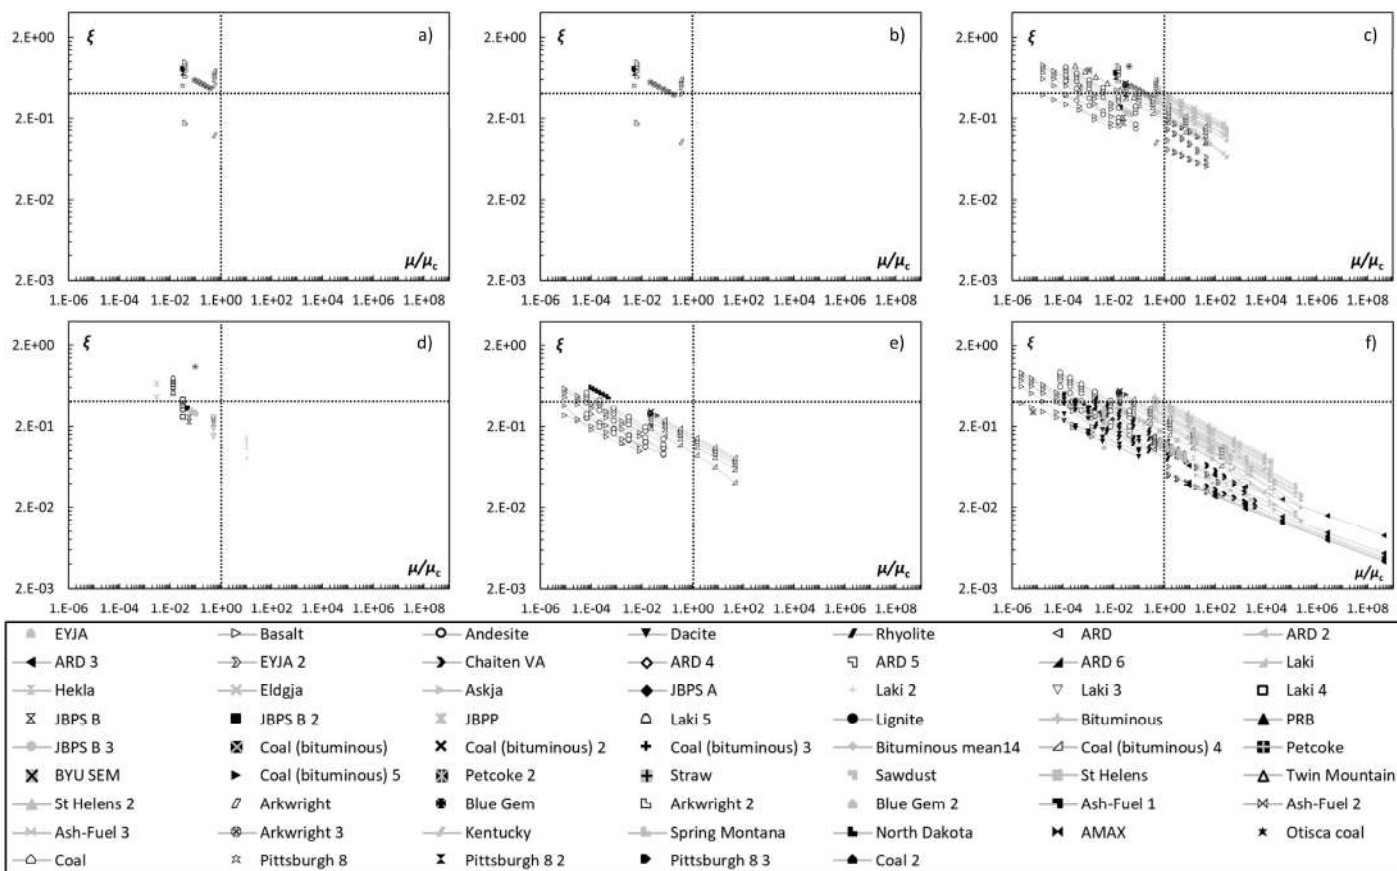 ξ a) ξ b) ξ c)
2.E+00 2.E+00 2.E+00
2.E-01 2.E-01 2.E-01
2.E-02 2.E-02 2.E-02
μ/μc μ/μc μ/μc
2.E-03 2.E-03 2.E-03
1.E-06 1.E-04 1.E-02 1.E+00 1.E+02 1.E+04 1.E+06 1.E+08 1.E-06 1.E-04 1.E-02 1.E+00 1.E+02 1.E+04 1.E+06 1.E+08 1.E-06 1.E-04 1.E-02 1.E+00 1.E+02 1.E+04 1.E+06 1.E+08
ξ d) ξ e) ξ f)
2.E+00 2.E+00 2.E+00
2.E-01 2.E-01 2.E-01
2.E-02 2.E-02 2.E-02
μ/μc μ/μc μ/μc
2.E-03 2.E-03 2.E-03
1.E-06 1.E-04 1.E-02 1.E+00 1.E+02 1.E+04 1.E+06 1.E+08 1.E-06 1.E-04 1.E-02 1.E+00 1.E+02 1.E+04 1.E+06 1.E+08 1.E-06 1.E-04 1.E-02 1.E+00 1.E+02 1.E+04 1.E+06 1.E+08
EYJA Basalt Andesite Dacite Rhyolite ARD ARD 2
ARD 3 EYJA 2 Chaiten VA ARD 4 ARD 5 ARD 6 Laki
Hekla Eldgja Askja JBPS A Laki 2 Laki 3 Laki 4
JBPS B JBPS B 2 JBPP Laki 5 Lignite Bituminous PRB
JBPS B 3 Coal (bituminous) Coal (bituminous) 2 Coal (bituminous) 3 Bituminous mean14 Coal (bituminous) 4 Petcoke
BYU SEM Coal (bituminous) 5 Petcoke 2 Straw Sawdust St Helens Twin Mountain
St Helens 2 Arkwright Blue Gem Arkwright 2 Blue Gem 2 Ash-Fuel 1 Ash-Fuel 2
Ash-Fuel 3 Arkwright 3 Kentucky Spring Montana North Dakota AMAX Otisca coal
Coal Pittsburgh 8 Pittsburgh 8 2 Pittsburgh 8 3 Coal 2